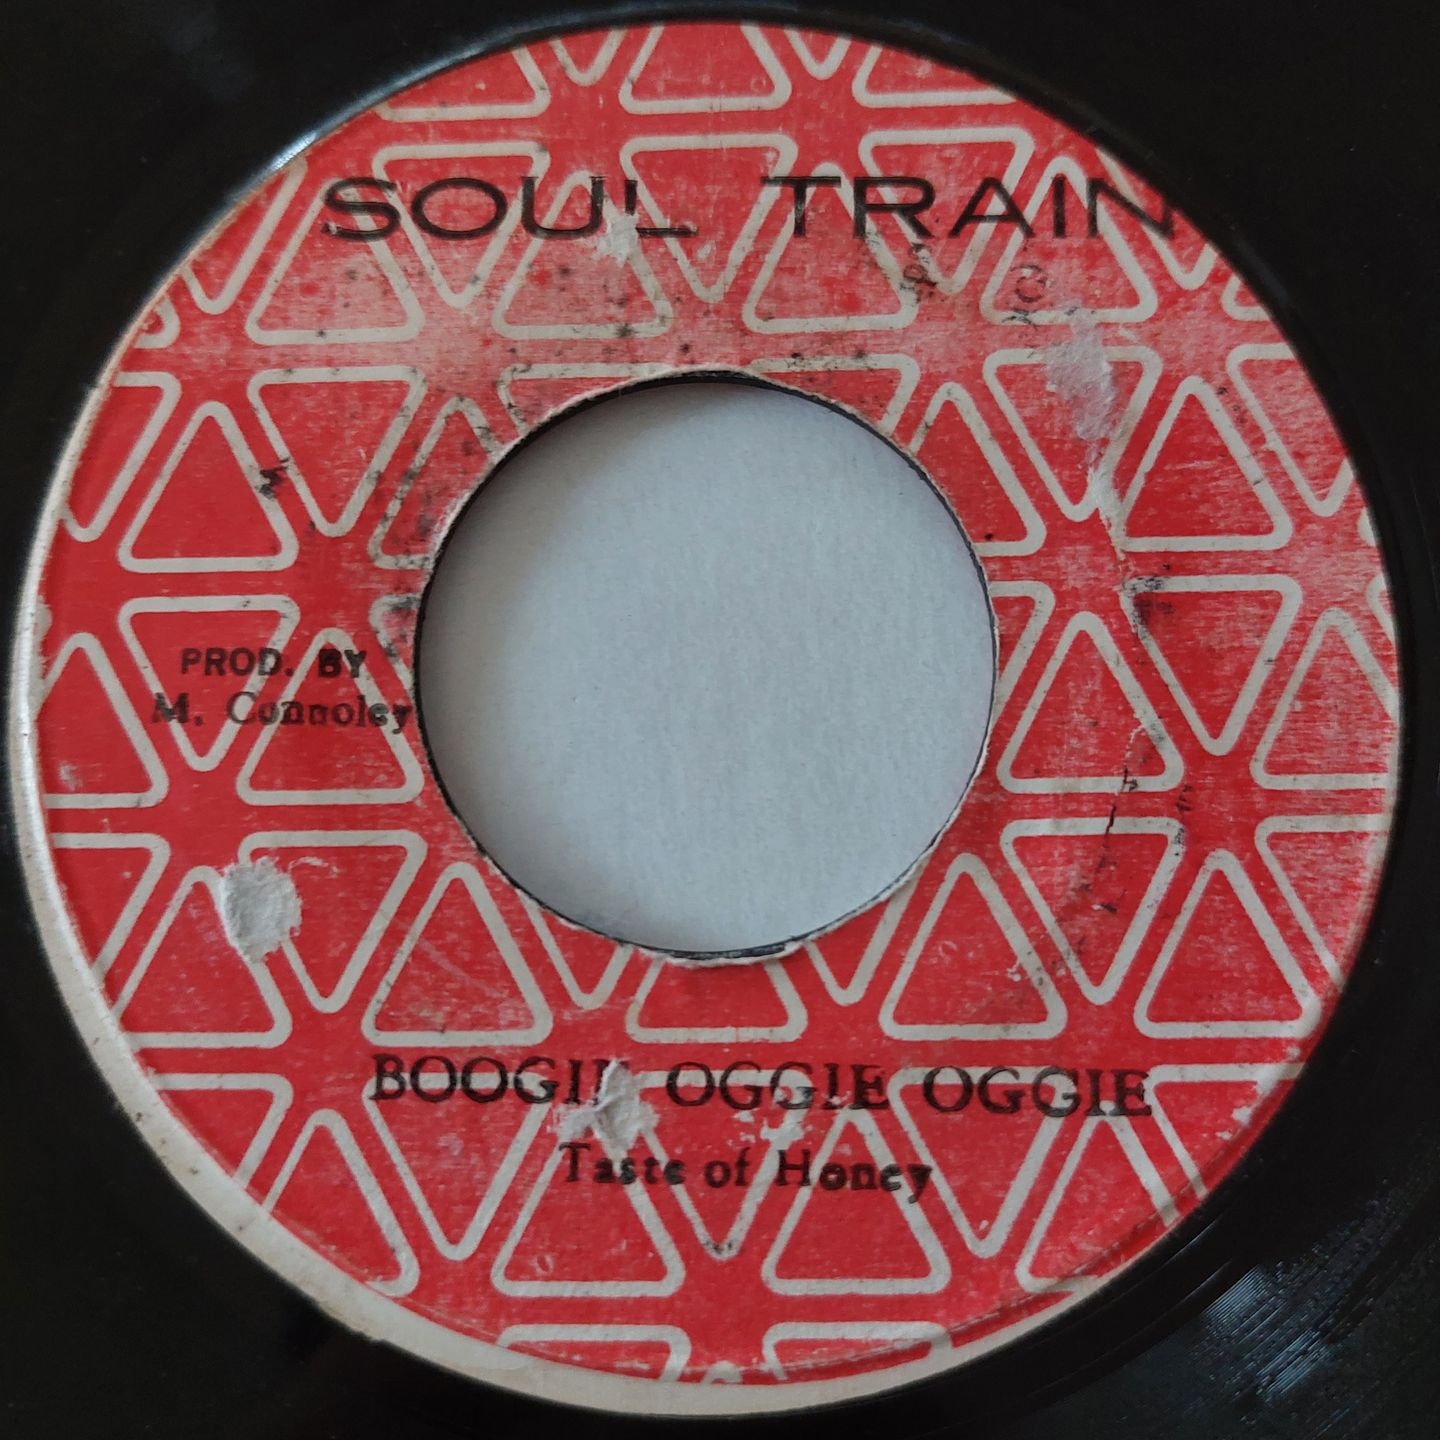 SOUL TRAIN
PROD. BY
M. Connoley
BOOGIE OGGIE OGGIE
Taste of Honey